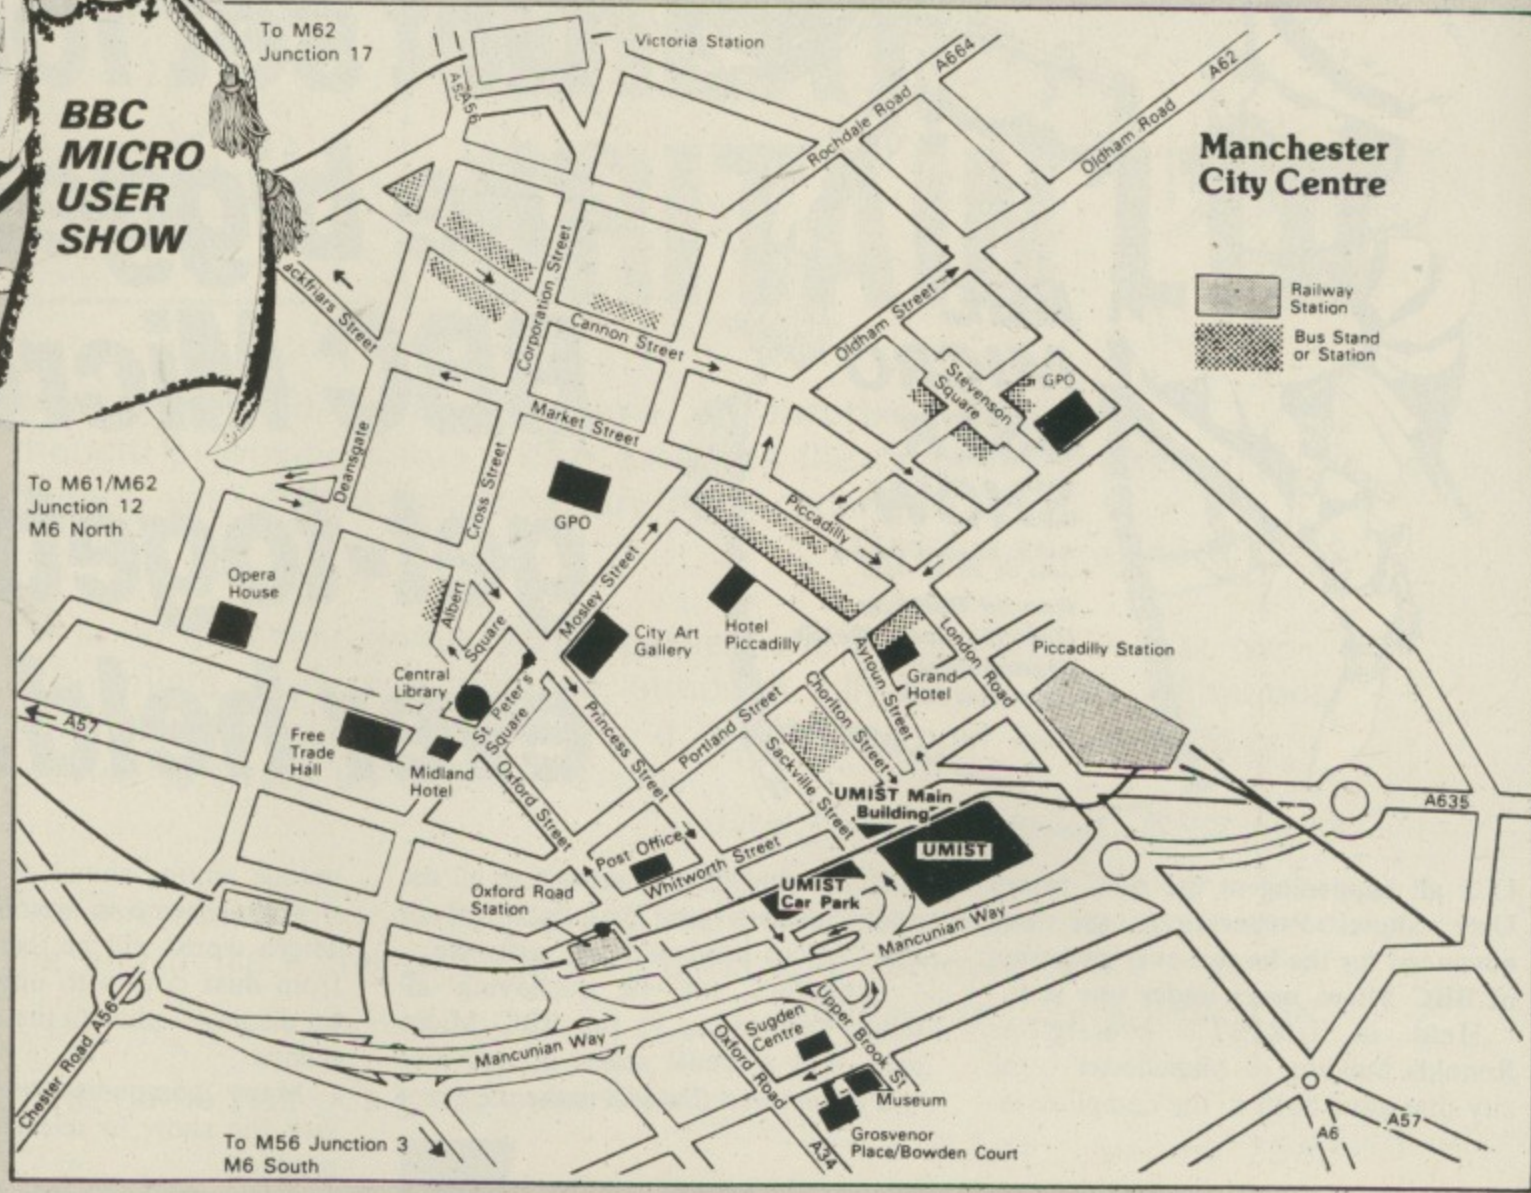 BBC
MICRO
USER
SHOW
To M62
Junction 17
Victoria Station
A56
A664
A62
Rochdale Road
Oldham Road
Manchester
City Centre
Railway
Station
Bus Stand
or Station
ackfriars Street
Corporation Street
Cannon Street
Oldham Street
Stevenson
Square
GPO
Market Street
Deansgate
Cross Street
GPO
Piccadilly
To M61/M62
Junction 12
M6 North
Opera
House
Albert
Square
Mosley Street
City Art
Gallery
Hotel
Piccadilly
Aytoun Street
Grand
Hotel
London Road
Piccadilly Station
Central
Library
St. Peter's
Square
Princess Street
Portland Street
Chorlton Street
Sackville Street
A57
Free
Trade
Hall
Midland
Hotel
Oxford Street
UMIST Main
Building
UMIST
A635
Post Office
Whitworth Street
UMIST
Car Park
Oxford Road
Station
Mancunian Way
Chester Road A56
Mancunian Way
Upper Brook St.
Sugden
Centre
Oxford Road
Museum
Grosvenor
Place/Bowden Court
A34
To M56 Junction 3
M6 South
A6
A57